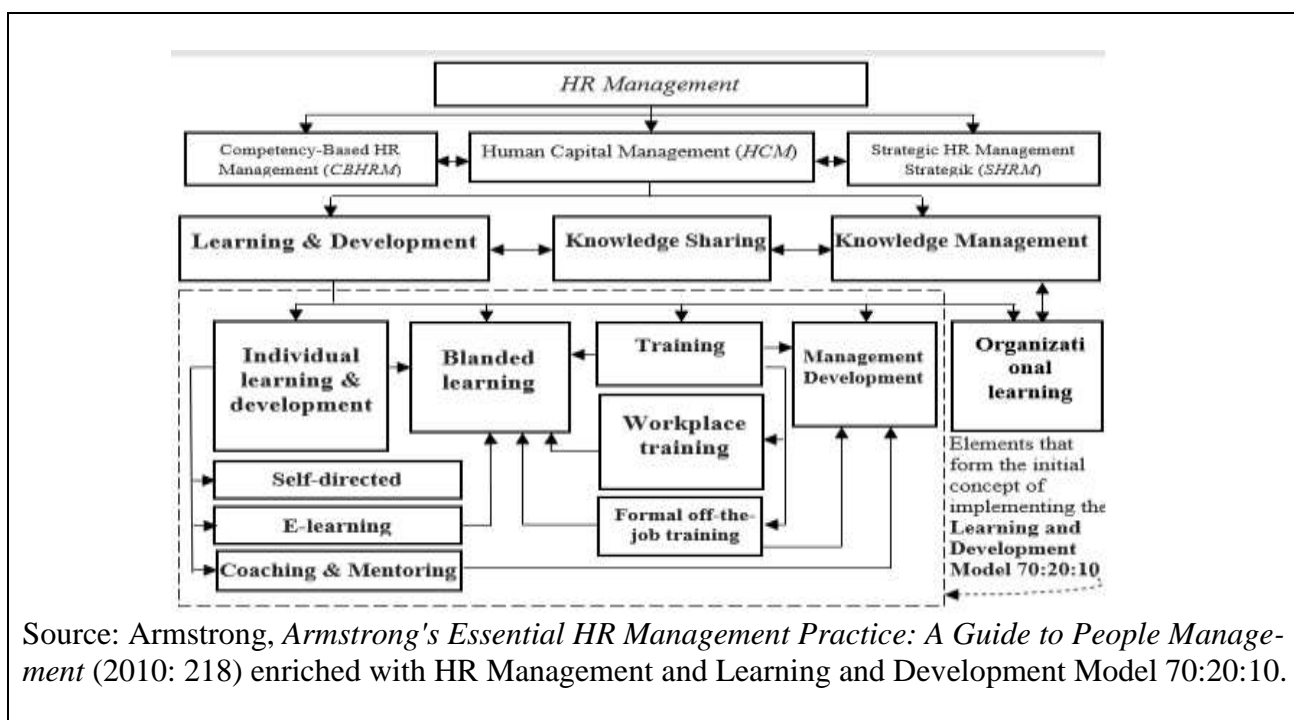 HR Management
Competency-Based HR
Management (CBHRM)
Human Capital Management (HCM)
Strategic HR Management
Strategik (SHRM)
Learning & Development
Knowledge Sharing
Knowledge Management
Individual
learning &
development
Blanded
learning
Training
Management
Development
Organizati
onal
learning
Workplace
training
Self-directed
E-learning
Formal off-the-
job training
Coaching & Mentoring
Elements that
form the initial
concept of
implementing the
Learning and
Development
Model 70:20:10
Source: Armstrong, Armstrong's Essential HR Management Practice: A Guide to People Manage-
ment (2010: 218) enriched with HR Management and Learning and Development Model 70:20:10.